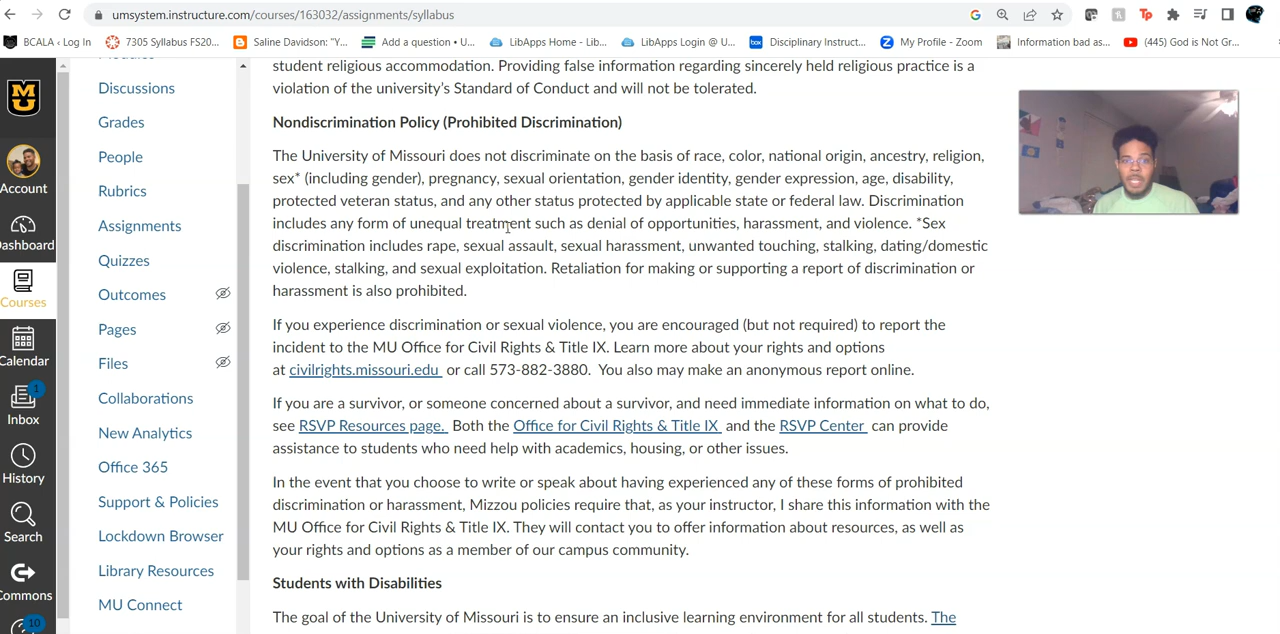 umsystem.instructure.com/courses/163032/assignments/syllabus
BCALA ‹ Log In
7305 Syllabus FS20...
Saline Davidson: "Y...
Add a question • U...
LibApps Home - Lib...
LibApps Login @ U...
box
Disciplinary Instruct...
My Profile - Zoom
Information bad as...
(445) God is Not Gr...
Tp
MU
Account
Dashboard
Courses
Calendar
1
Inbox
History
Search
Commons
10
Modules
Discussions
Grades
People
Rubrics
Assignments
Quizzes
Outcomes
Pages
Files
Collaborations
New Analytics
Office 365
Support & Policies
Lockdown Browser
Library Resources
MU Connect
student religious accommodation. Providing false information regarding sincerely held religious practice is a
violation of the university's Standard of Conduct and will not be tolerated.
Nondiscrimination Policy (Prohibited Discrimination)
The University of Missouri does not discriminate on the basis of race, color, national origin, ancestry, religion,
sex* (including gender), pregnancy, sexual orientation, gender identity, gender expression, age, disability,
protected veteran status, and any other status protected by applicable state or federal law. Discrimination
includes any form of unequal treatment such as denial of opportunities, harassment, and violence. *Sex
discrimination includes rape, sexual assault, sexual harassment, unwanted touching, stalking, dating/domestic
violence, stalking, and sexual exploitation. Retaliation for making or supporting a report of discrimination or
harassment is also prohibited.
If you experience discrimination or sexual violence, you are encouraged (but not required) to report the
incident to the MU Office for Civil Rights & Title IX. Learn more about your rights and options
at civilrights.missouri.edu or call 573-882-3880. You also may make an anonymous report online.
If you are a survivor, or someone concerned about a survivor, and need immediate information on what to do,
see RSVP Resources page. Both the Office for Civil Rights & Title IX and the RSVP Center can provide
assistance to students who need help with academics, housing, or other issues.
In the event that you choose to write or speak about having experienced any of these forms of prohibited
discrimination or harassment, Mizzou policies require that, as your instructor, I share this information with the
MU Office for Civil Rights & Title IX. They will contact you to offer information about resources, as well as
your rights and options as a member of our campus community.
Students with Disabilities
The goal of the University of Missouri is to ensure an inclusive learning environment for all students. The